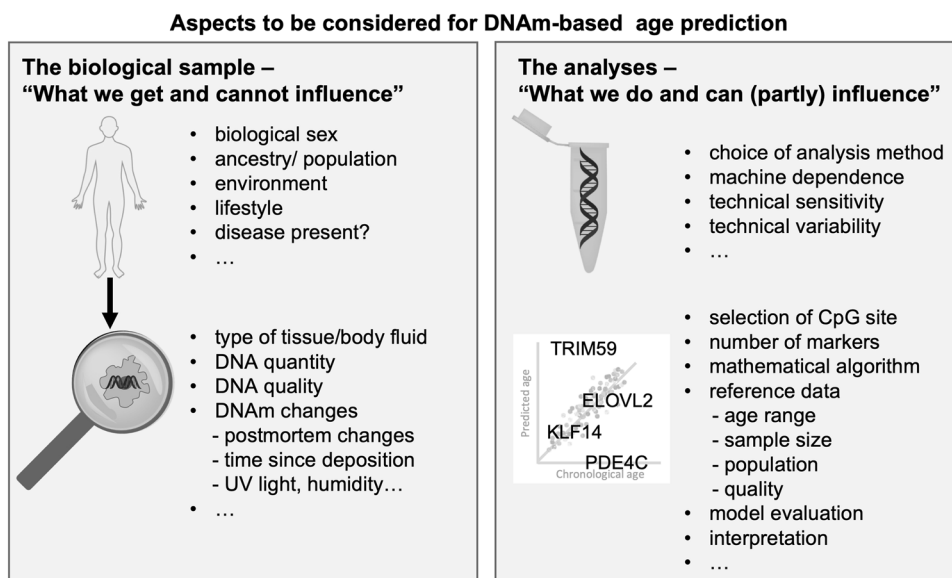 Aspects to be considered for DNAm-based age prediction
The biological sample –
“What we get and cannot influence”
• biological sex
• ancestry/ population
• environment
• lifestyle
• disease present?
• …
• type of tissue/body fluid
• DNA quantity
• DNA quality
• DNAm changes
- postmortem changes
- time since deposition
- UV light, humidity…
• …
The analyses –
“What we do and can (partly) influence”
• choice of analysis method
• machine dependence
• technical sensitivity
• technical variability
• …
TRIM59
ELOVL2
KLF14
PDE4C
Predicted age
Chronological age
• selection of CpG site
• number of markers
• mathematical algorithm
• reference data
- age range
- sample size
- population
- quality
• model evaluation
• interpretation
• …